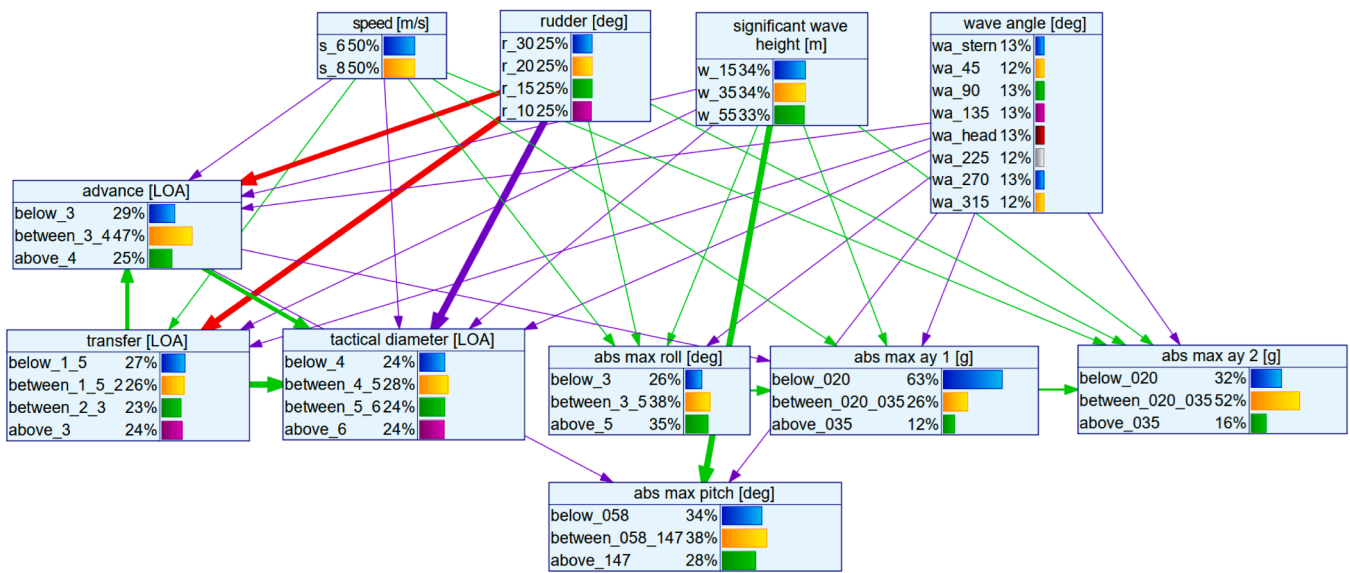 speed [m/s]
s_6 50%
s_8 50%
rudder [deg]
r_30 25%
r_20 25%
r_15 25%
r_10 25%
significant wave
height [m]
w_15 34%
w_35 34%
w_55 33%
wave angle [deg]
wa_stern 13%
wa_45 12%
wa_90 13%
wa_135 13%
wa_head 13%
wa_225 12%
wa_270 13%
wa_315 12%
advance [LOA]
below_3 29%
between_3_4 47%
above_4 25%
transfer [LOA]
below_1_5 27%
between_1_5_2 26%
between_2_3 23%
above_3 24%
tactical diameter [LOA]
below_4 24%
between_4_5 28%
between_5_6 24%
above_6 24%
abs max roll [deg]
below_3 26%
between_3_5 38%
above_5 35%
abs max ay 1 [g]
below_020 63%
between_020_035 26%
above_035 12%
abs max ay 2 [g]
below_020 32%
between_020_035 52%
above_035 16%
abs max pitch [deg]
below_058 34%
between_058_147 38%
above_147 28%